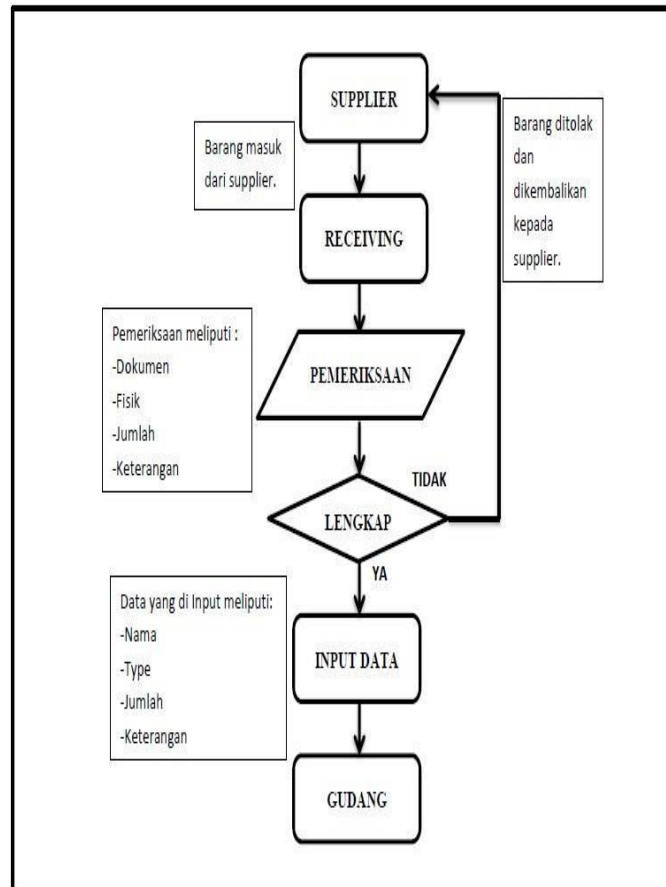 SUPPLIER
Barang masuk
dari supplier.
Barang ditolak
dan
dikembalikan
kepada
supplier.
RECEIVING
Pemeriksaan meliputi :
-Dokumen
-Fisik
-Jumlah
-Keterangan
PEMERIKSAAN
TIDAK
LENGKAP
YA
Data yang di Input meliputi:
-Nama
-Type
-Jumlah
-Keterangan
INPUT DATA
GUDANG